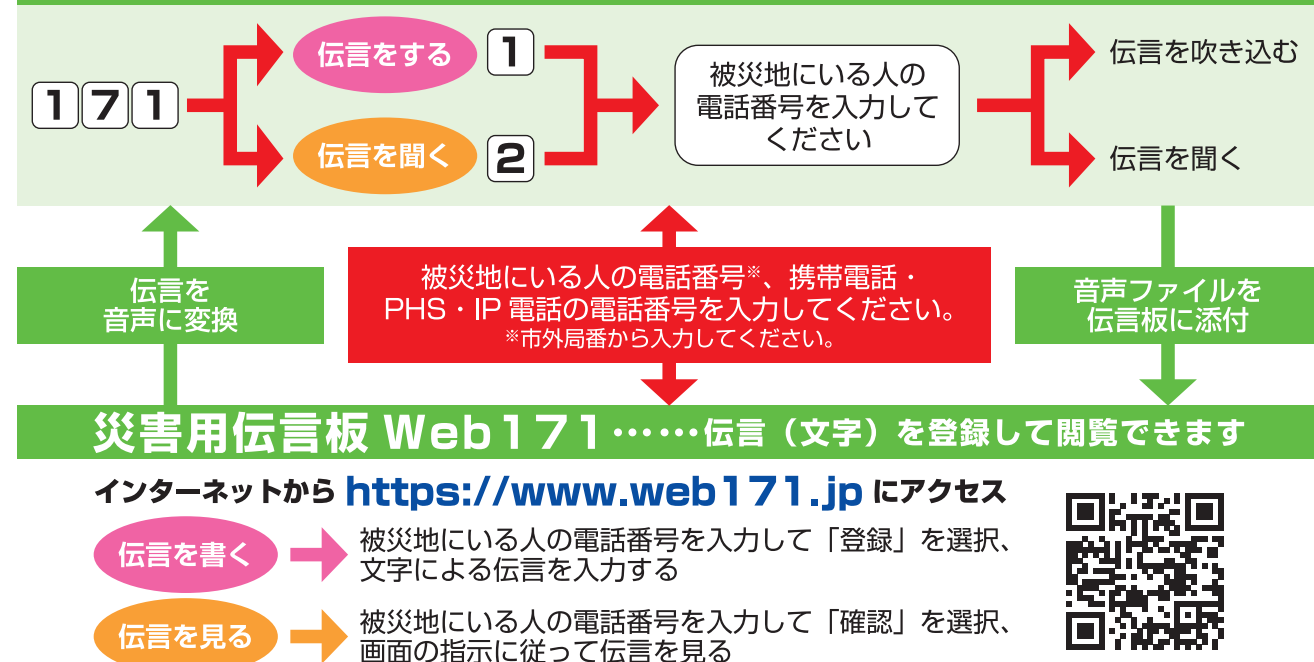 171
伝言をする 1
伝言を聞く 2
被災地にいる人の
電話番号を入力して
ください
伝言を吹き込む
伝言を聞く
伝言を
音声に変換
被災地にいる人の電話番号※、携帯電話・
PHS・IP 電話の電話番号を入力してください。
※市外局番から入力してください。
音声ファイルを
伝言板に添付
災害用伝言板 Web171……伝言（文字）を登録して閲覧できます
インターネットから https://www.web171.jp にアクセス
伝言を書く
被災地にいる人の電話番号を入力して「登録」を選択、
文字による伝言を入力する
伝言を見る
被災地にいる人の電話番号を入力して「確認」を選択、
画面の指示に従って伝言を見る